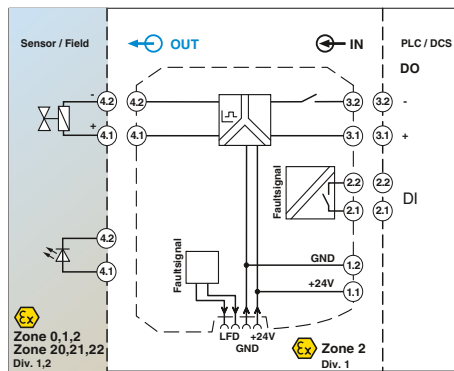 Sensor / Field
OUT
IN
PLC / DCS
DO
-
4.2
4.2
3.2
3.2
-
+
4.1
4.1
3.1
3.1
+
Faultsignal
2.2
2.2
2.1
2.1
DI
4.2
4.1
Faultsignal
GND
1.2
+24V
1.1
LFD
+24V
GND
Ex
Zone 0,1,2
Zone 20,21,22
Div. 1,2
Ex
Zone 2
Div. 1